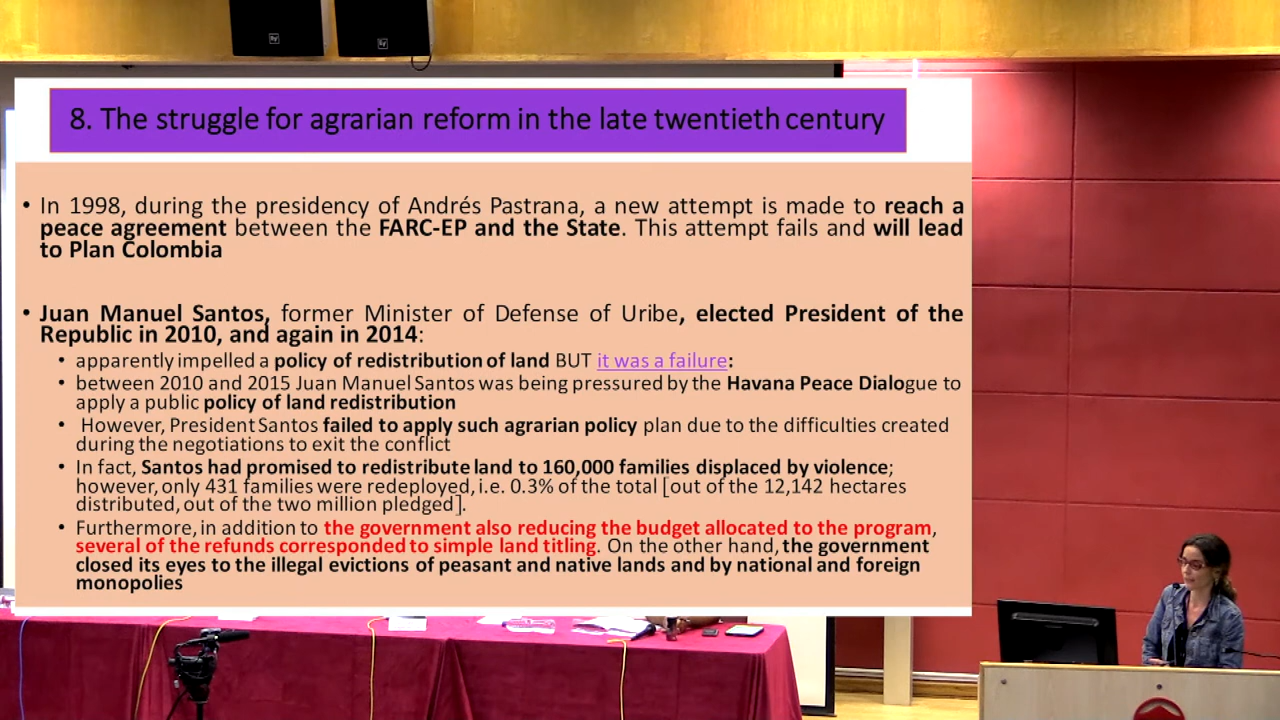 8. The struggle for agrarian reform in the late twentieth century
• In 1998, during the presidency of Andrés Pastrana, a new attempt is made to reach a
peace agreement between the FARC-EP and the State. This attempt fails and will lead
to Plan Colombia
• Juan Manuel Santos, former Minister of Defense of Uribe, elected President of the
Republic in 2010, and again in 2014:
• apparently impelled a policy of redistribution of land BUT it was a failure:
• between 2010 and 2015 Juan Manuel Santos was being pressured by the Havana Peace Dialogue to
apply a public policy of land redistribution
• However, President Santos failed to apply such agrarian policy plan due to the difficulties created
during the negotiations to exit the conflict
• In fact, Santos had promised to redistribute land to 160,000 families displaced by violence;
however, only 431 families were redeployed, i.e. 0.3% of the total [out of the 12,142 hectares
distributed, out of the two million pledged].
• Furthermore, in addition to the government also reducing the budget allocated to the program,
several of the refunds corresponded to simple land titling. On the other hand, the government
closed its eyes to the illegal evictions of peasant and native lands and by national and foreign
monopolies